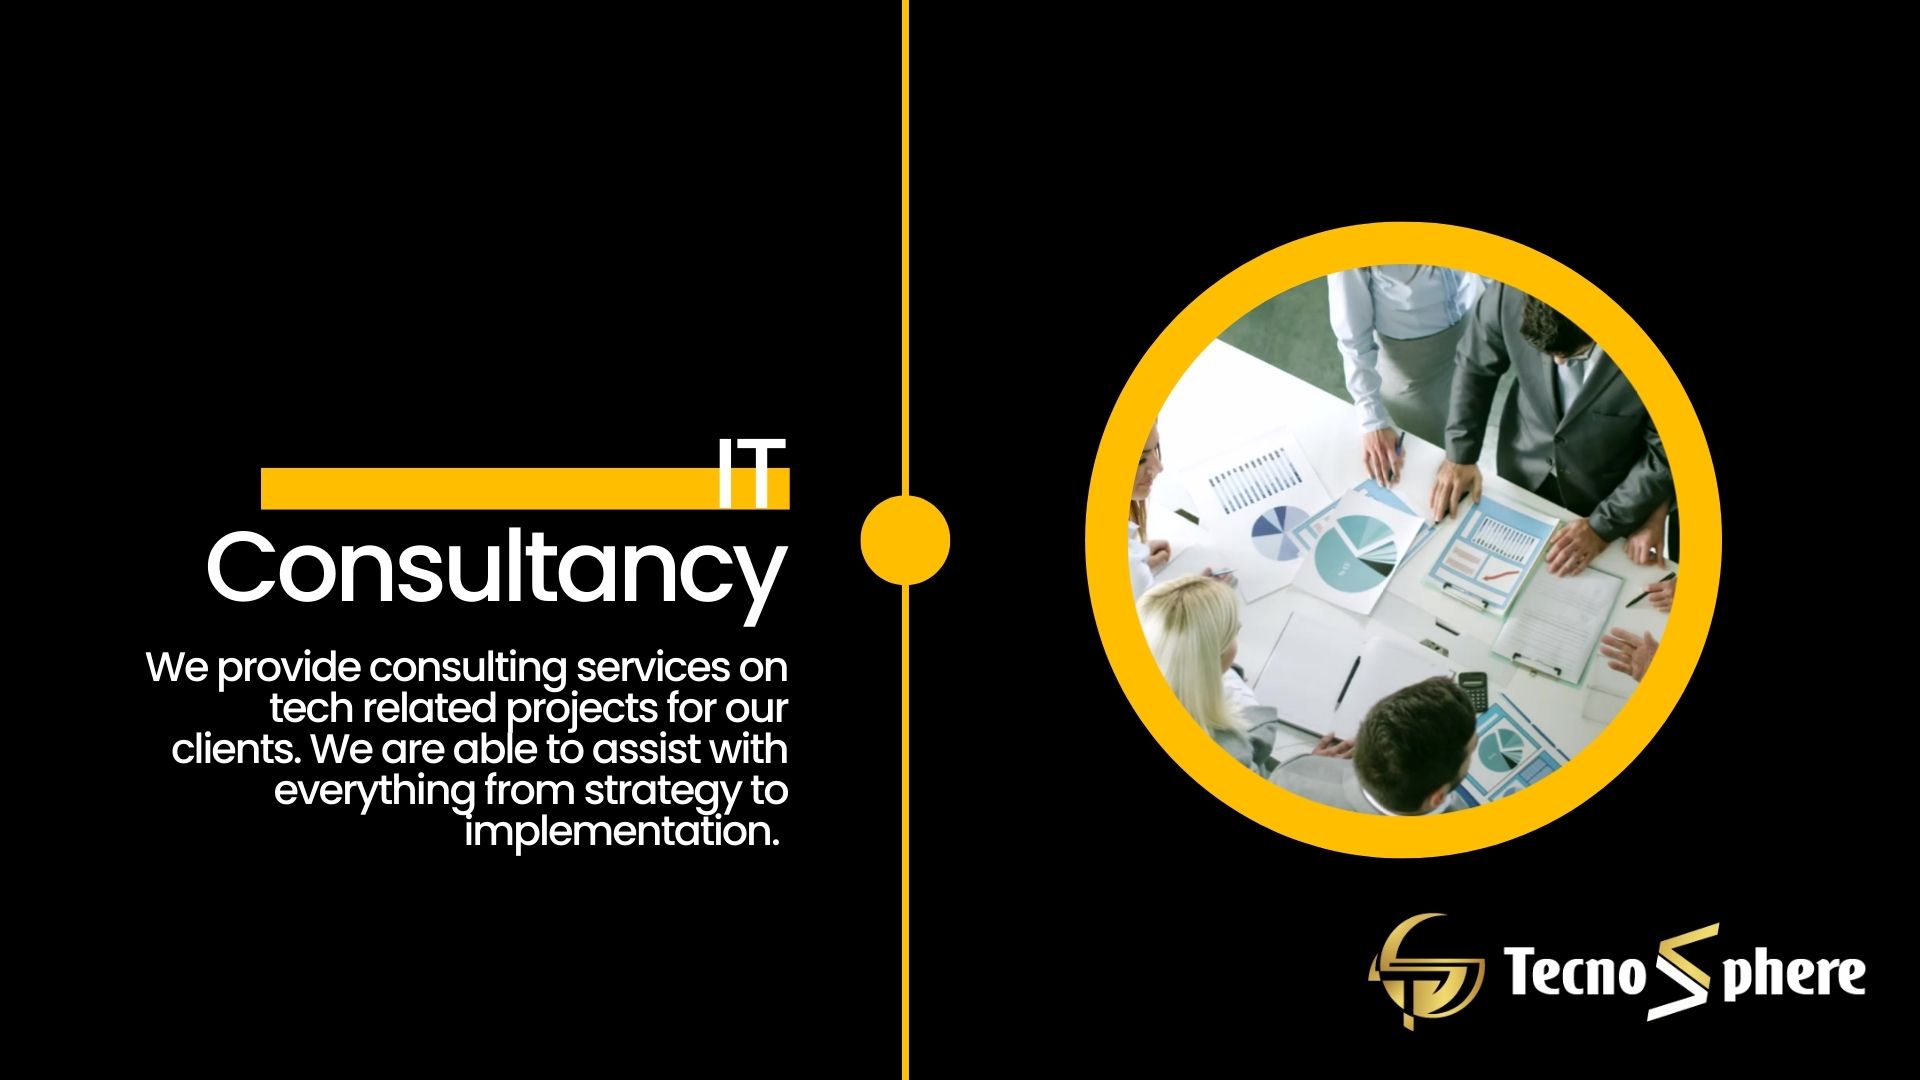 IT
Consultancy
We provide consulting services on
tech related projects for our
clients. We are able to assist with
everything from strategy to
implementation.
TecnoSphere